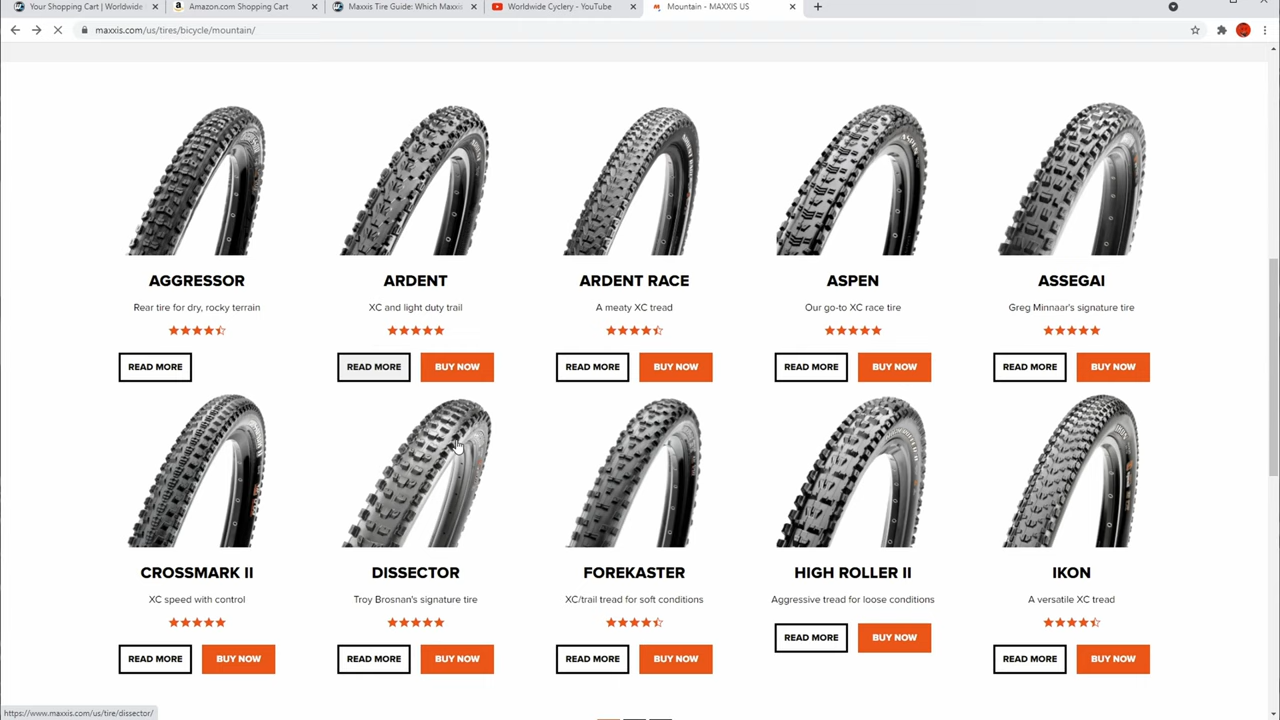 Your Shopping Cart | Worldwide
Amazon.com Shopping Cart
Maxxis Tire Guide: Which Maxxis
Worldwide Cyclery - YouTube
Mountain - MAXXIS US
maxxis.com/us/tires/bicycle/mountain/
AGGRESSOR
ARDENT
ARDENT RACE
ASPEN
ASSEGAI
Rear tire for dry, rocky terrain
XC and light duty trail
A meaty XC tread
Our go-to XC race tire
Greg Minnaar's signature tire
READ MORE
READ MORE
BUY NOW
READ MORE
BUY NOW
READ MORE
BUY NOW
READ MORE
BUY NOW
CROSSMARK II
DISSECTOR
FOREKASTER
HIGH ROLLER II
IKON
XC speed with control
Troy Brosnan's signature tire
XC/trail tread for soft conditions
Aggressive tread for loose conditions
A versatile XC tread
READ MORE
BUY NOW
READ MORE
BUY NOW
READ MORE
BUY NOW
READ MORE
BUY NOW
READ MORE
BUY NOW
https://www.maxxis.com/us/tire/dissector/